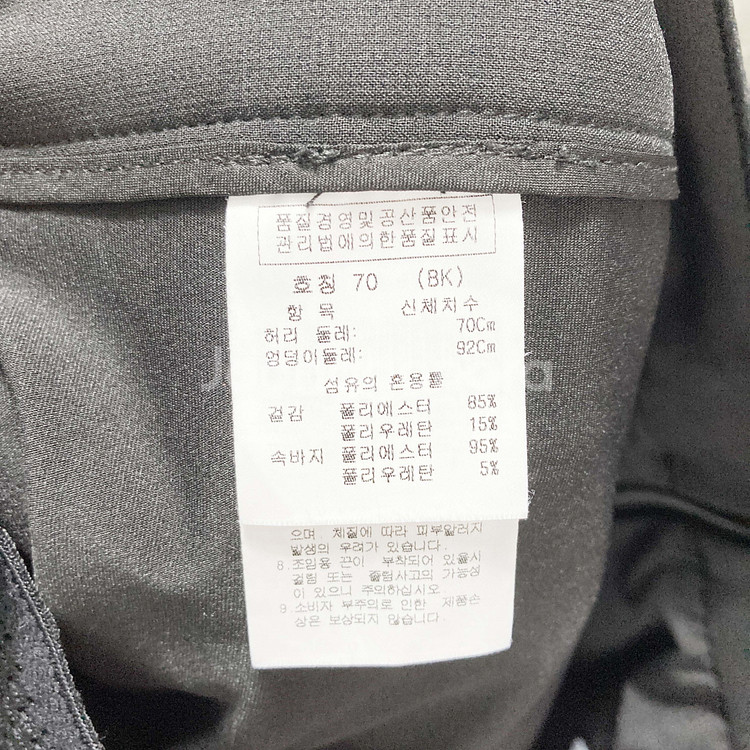 품질경영및공산품안전
관리법에의한품질표시
호칭 70 (BK)
항 목 신체치수
허리 둘레: 70Cm
엉덩이둘레: 92Cm
섬유의 혼용률
겉감 폴리에스터 85%
폴리우레탄 15%
속바지 폴리에스터 95%
폴리우레탄 5%
으며 체질에 따라 피부알러지
발생의 우려가 있습니다.
8.조임용 끈이 부착되어 있을시
걸림 또는 충돌사고의 가능성
이 있으니 주의하십시오
9.소비자 부주의로 인한 제품손
상은 보상되지 않습니다.